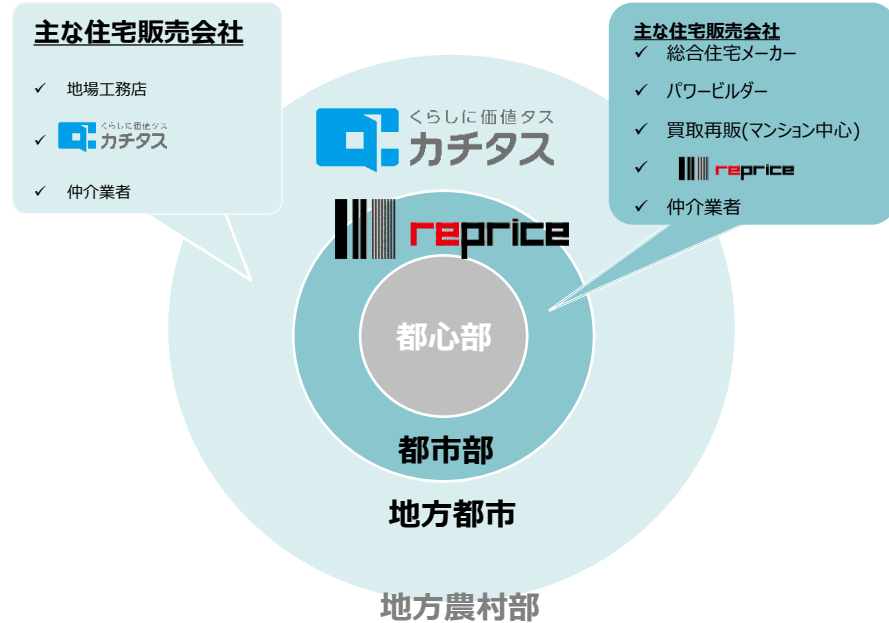 主な住宅販売会社
✓ 地場工務店
✓ くらしに価値タス
カチタス
✓ 仲介業者
主な住宅販売会社
✓ 総合住宅メーカー
✓ パワービルダー
✓ 買取再販(マンション中心)
✓ reprice
✓ 仲介業者
くらしに価値タス
カチタス
reprice
都心部
都市部
地方都市
地方農村部